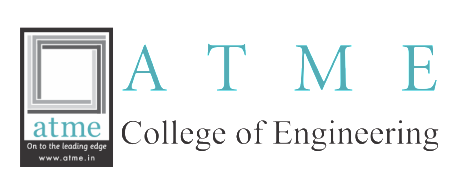 atme
On to the leading edge
www.atme.in
A T M E
College of Engineering